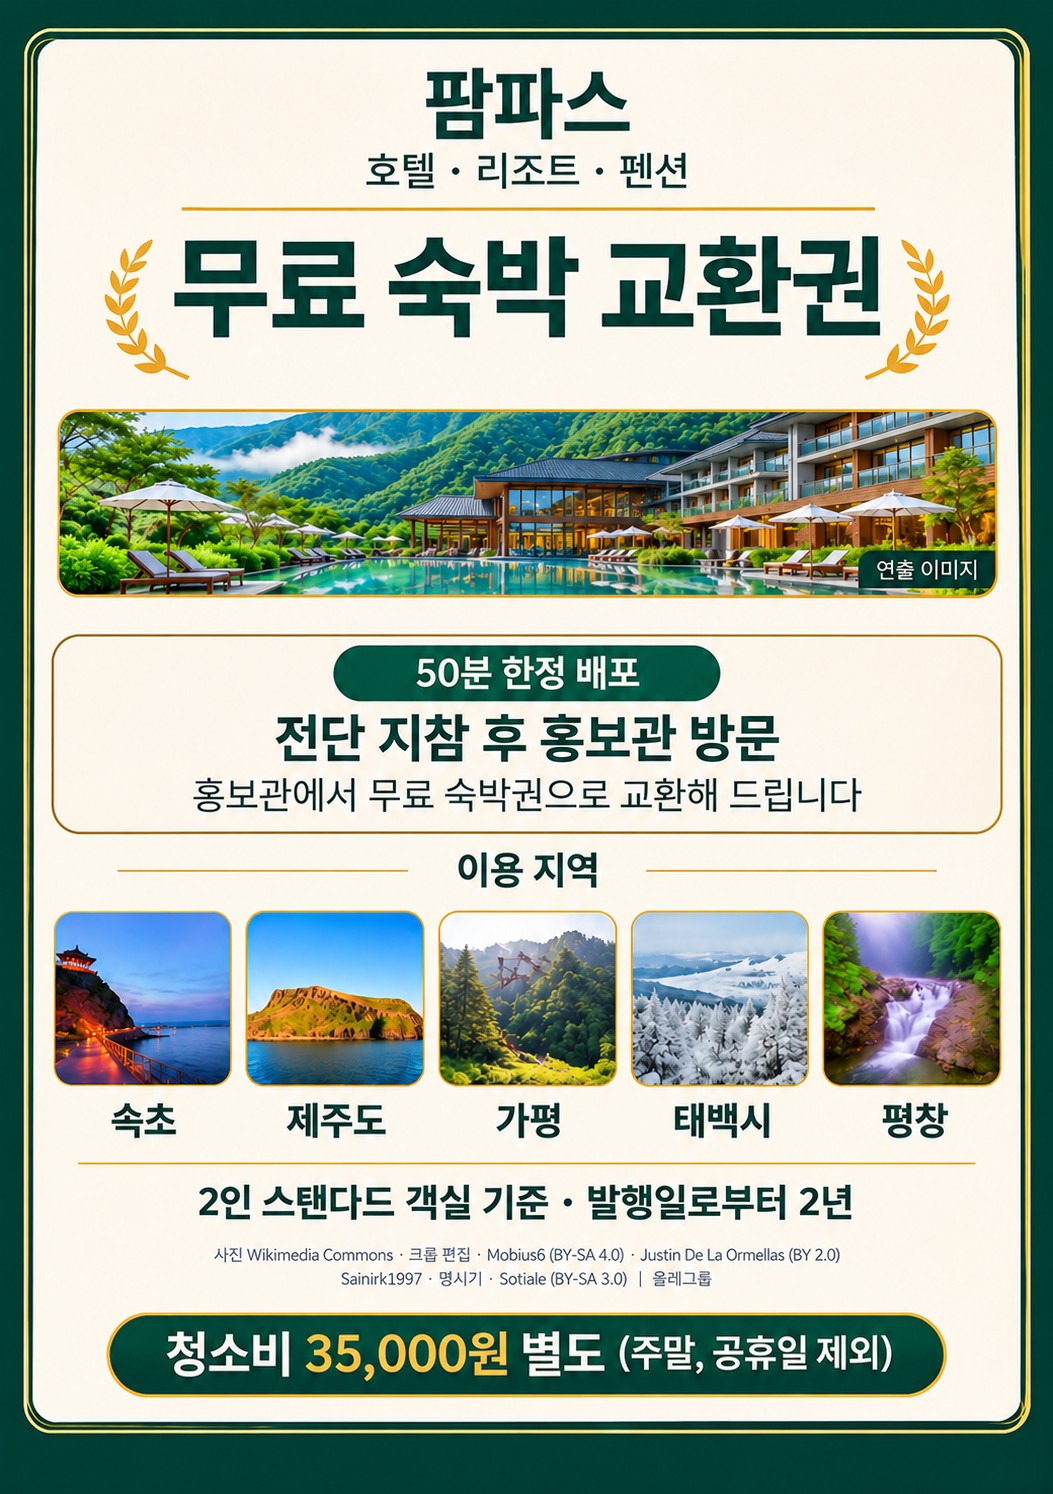 팜파스
호텔 · 리조트 · 펜션
무료 숙박 교환권
연출 이미지
50분 한정 배포
전단 지참 후 홍보관 방문
홍보관에서 무료 숙박권으로 교환해 드립니다
이용 지역
속초 제주도 가평 태백시 평창
2인 스탠다드 객실 기준 · 발행일로부터 2년
사진 Wikimedia Commons · 크롭 편집 · Mobius6 (BY-SA 4.0) · Justin De La Ormellas (BY 2.0)
Sainirk1997 · 명시기 · Sotiale (BY-SA 3.0) | 올레그룹
청소비 35,000원 별도 (주말, 공휴일 제외)